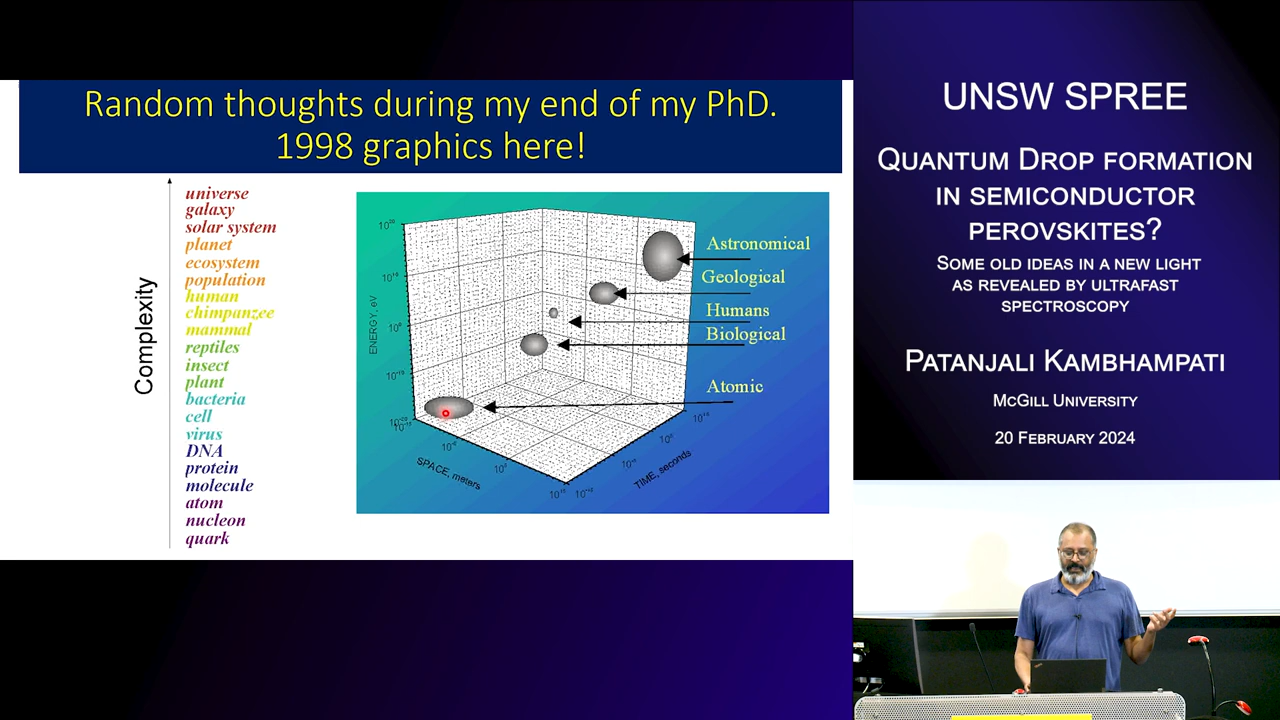 Random thoughts during my end of my PhD.
1998 graphics here!
Complexity
universe
galaxy
solar system
planet
ecosystem
population
human
chimpanzee
mammal
reptiles
insect
plant
bacteria
cell
virus
DNA
protein
molecule
atom
nucleon
quark
ENERGY, eV
SPACE, meters
TIME, seconds
Astronomical
Geological
Humans
Biological
Atomic
UNSW SPREE
QUANTUM DROP FORMATION
IN SEMICONDUCTOR
PEROVSKITES?
SOME OLD IDEAS IN A NEW LIGHT
AS REVEALED BY ULTRAFAST
SPECTROSCOPY
PATANJALI KAMBHAMPATI
MCGILL UNIVERSITY
20 FEBRUARY 2024